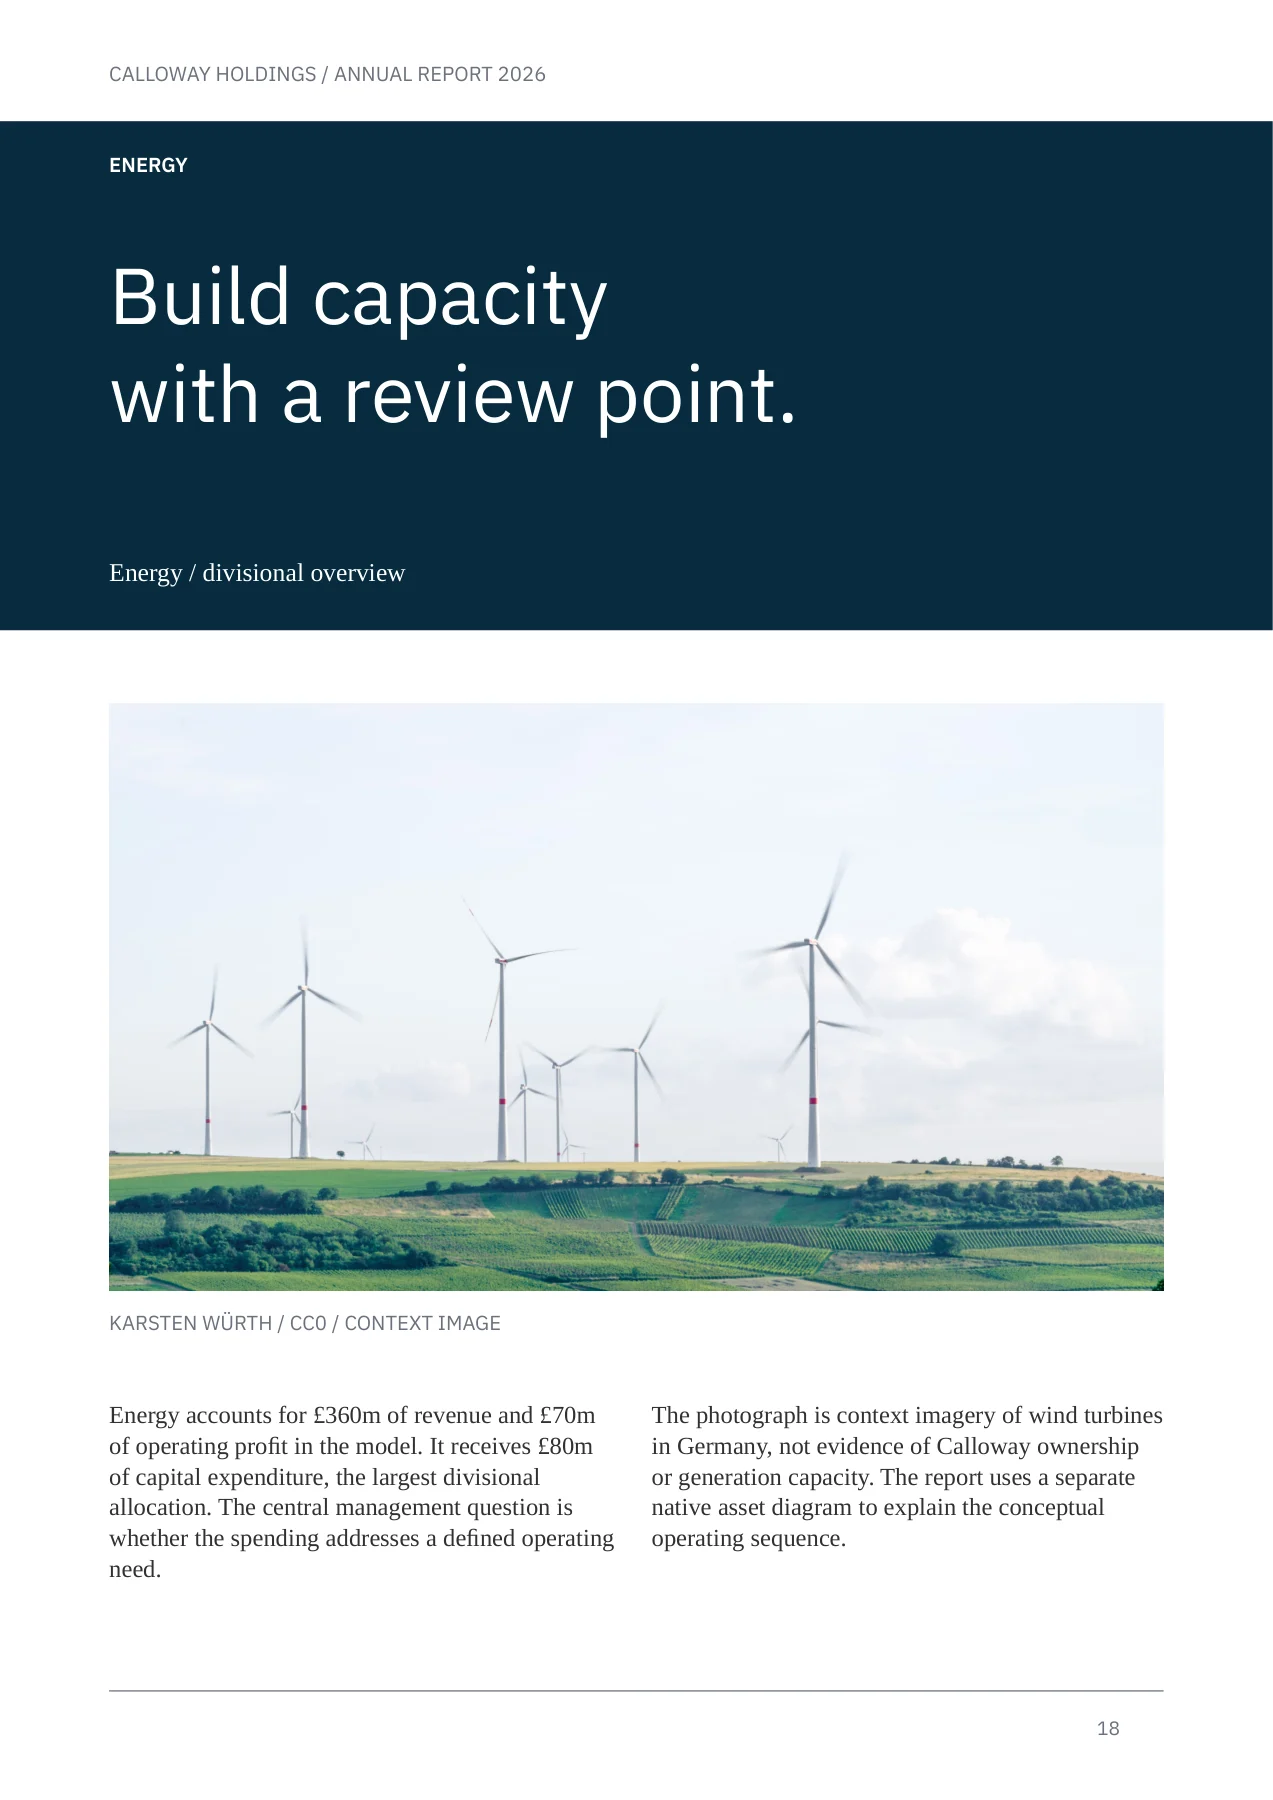 CALLOWAY HOLDINGS / ANNUAL REPORT 2026
ENERGY
Build capacity
with a review point.
Energy / divisional overview
KARSTEN WÜRTH / CC0 / CONTEXT IMAGE
Energy accounts for £360m of revenue and £70m
of operating profit in the model. It receives £80m
of capital expenditure, the largest divisional
allocation. The central management question is
whether the spending addresses a defined operating
need.
The photograph is context imagery of wind turbines
in Germany, not evidence of Calloway ownership
or generation capacity. The report uses a separate
native asset diagram to explain the conceptual
operating sequence.
18